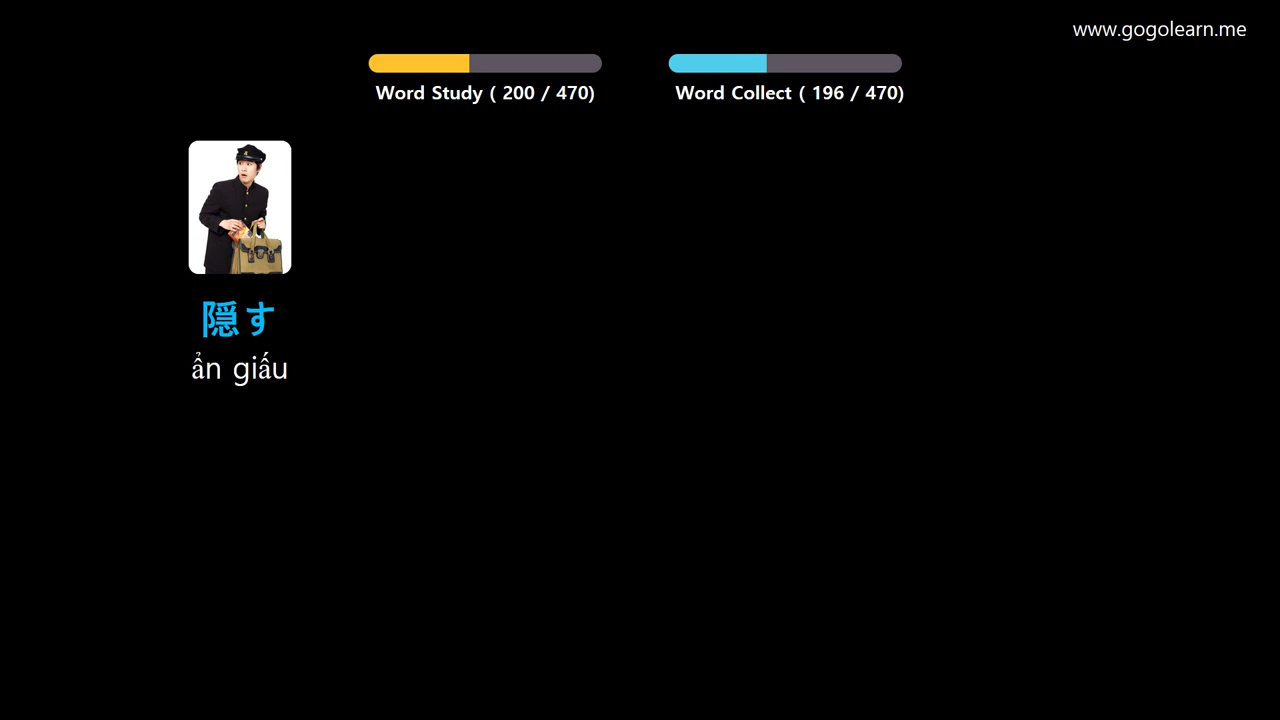 www.gogolearn.me
Word Study ( 200 / 470)
Word Collect ( 196 / 470)
隠す
ẩn giấu